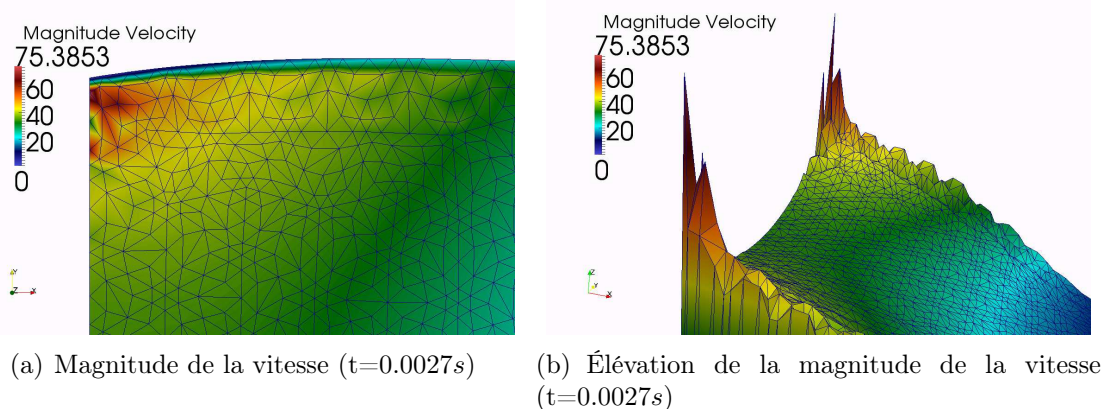 Magnitude Velocity
75.3853
60
40
20
0
Y
Z X
(a) Magnitude de la vitesse (t=0.0027s)
Magnitude Velocity
75.3853
60
40
20
0
Z
Y
X
(b) Élévation de la magnitude de la vitesse
(t=0.0027s)